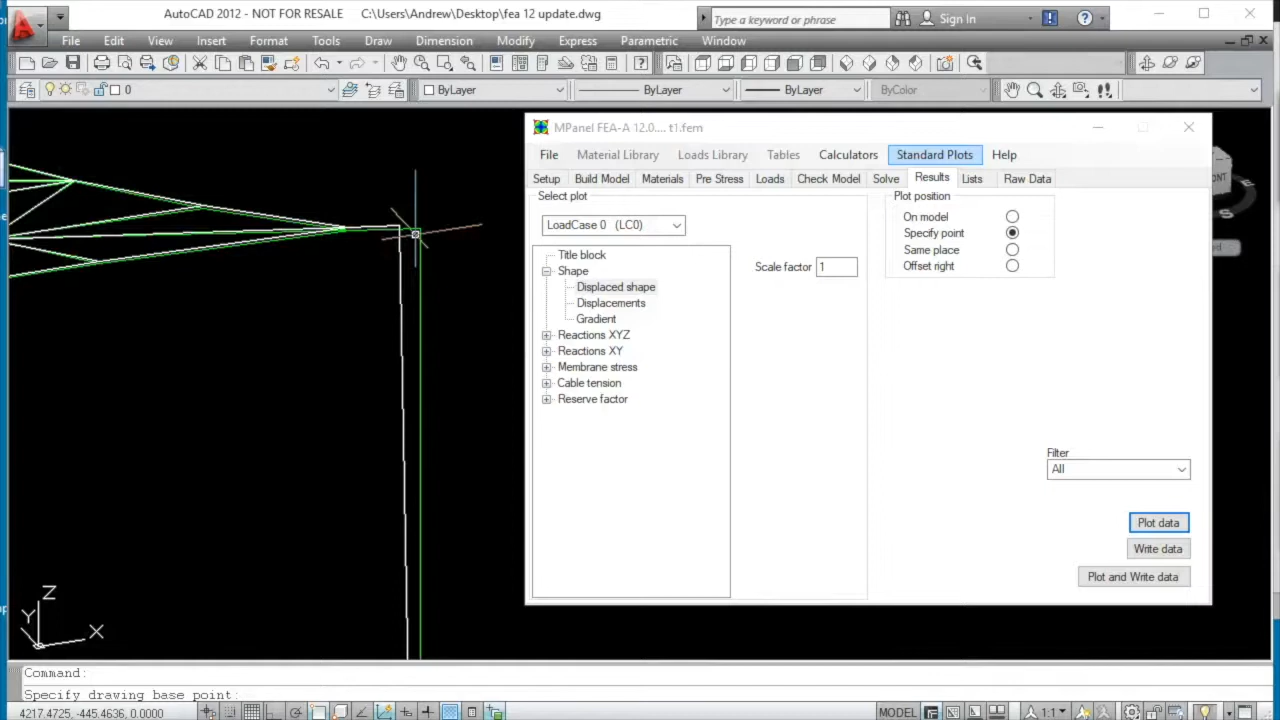 AutoCAD 2012 - NOT FOR RESALE C:\Users\Andrew\Desktop\fea 12 update.dwg
Type a keyword or phrase
Sign In
File Edit View Insert Format Tools Draw Dimension Modify Express Parametric Window
0
ByLayer
ByLayer
ByLayer
ByColor
MPanel FEA-A 12.0.... t1.fem
File Material Library Loads Library Tables Calculators Standard Plots Help
Setup Build Model Materials Pre Stress Loads Check Model Solve Results Lists Raw Data
Select plot
LoadCase 0 (LC0)
Title block
Shape
Displaced shape
Displacements
Gradient
Reactions XYZ
Reactions XY
Membrane stress
Cable tension
Reserve factor
Scale factor 1
Plot position
On model
Specify point
Same place
Offset right
Filter
All
Plot data
Write data
Plot and Write data
Z
Y
X
S
Command:
Specify drawing base point:
4217.4725, -445.4636, 0.0000
MODEL
1:1